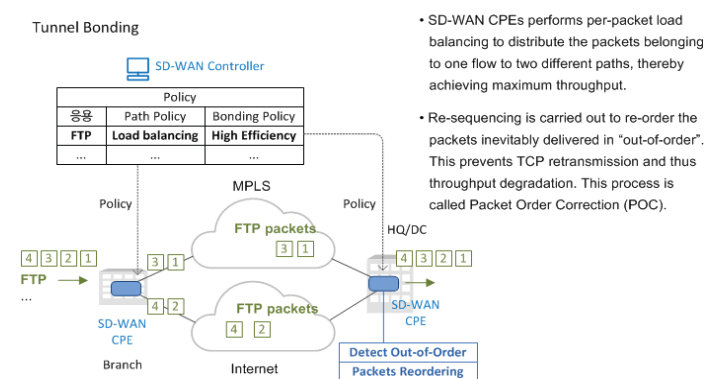 Tunnel Bonding
SD-WAN Controller
Policy
응용 Path Policy Bonding Policy
FTP Load balancing High Efficiency
... ... ...
• SD-WAN CPEs performs per-packet load
balancing to distribute the packets belonging
to one flow to two different paths, thereby
achieving maximum throughput.
• Re-sequencing is carried out to re-order the
packets inevitably delivered in “out-of-order”.
This prevents TCP retransmission and thus
throughput degradation. This process is
called Packet Order Correction (POC).
MPLS
Policy
Policy
FTP packets
3 1
HQ/DC
4 3 2 1
FTP
...
3 1
4 2
4 3 2 1
SD-WAN
CPE
Branch
FTP packets
4 2
Internet
SD-WAN
CPE
Detect Out-of-Order
Packets Reordering